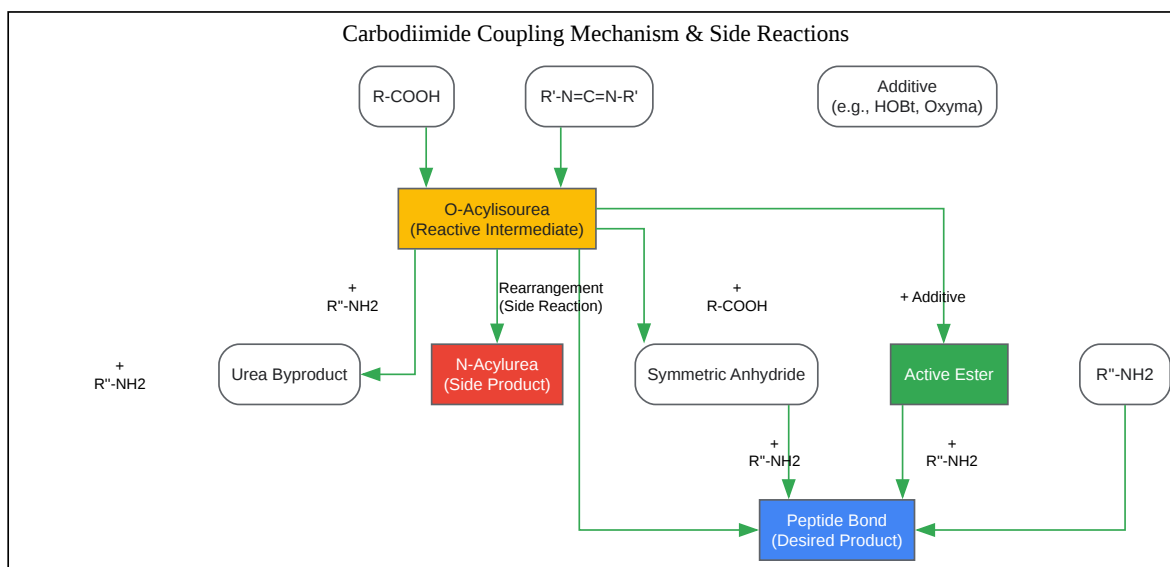 Carbodiimide Coupling Mechanism & Side Reactions
R-COOH
R'-N=C=N-R'
Additive
(e.g., HOBt, Oxyma)
O-Acylisourea
(Reactive Intermediate)
+
R"-NH2
Rearrangement
(Side Reaction)
+
R-COOH
+ Additive
+
R"-NH2
Urea Byproduct
N-Acylurea
(Side Product)
Symmetric Anhydride
Active Ester
R"-NH2
+
R"-NH2
+
R"-NH2
Peptide Bond
(Desired Product)